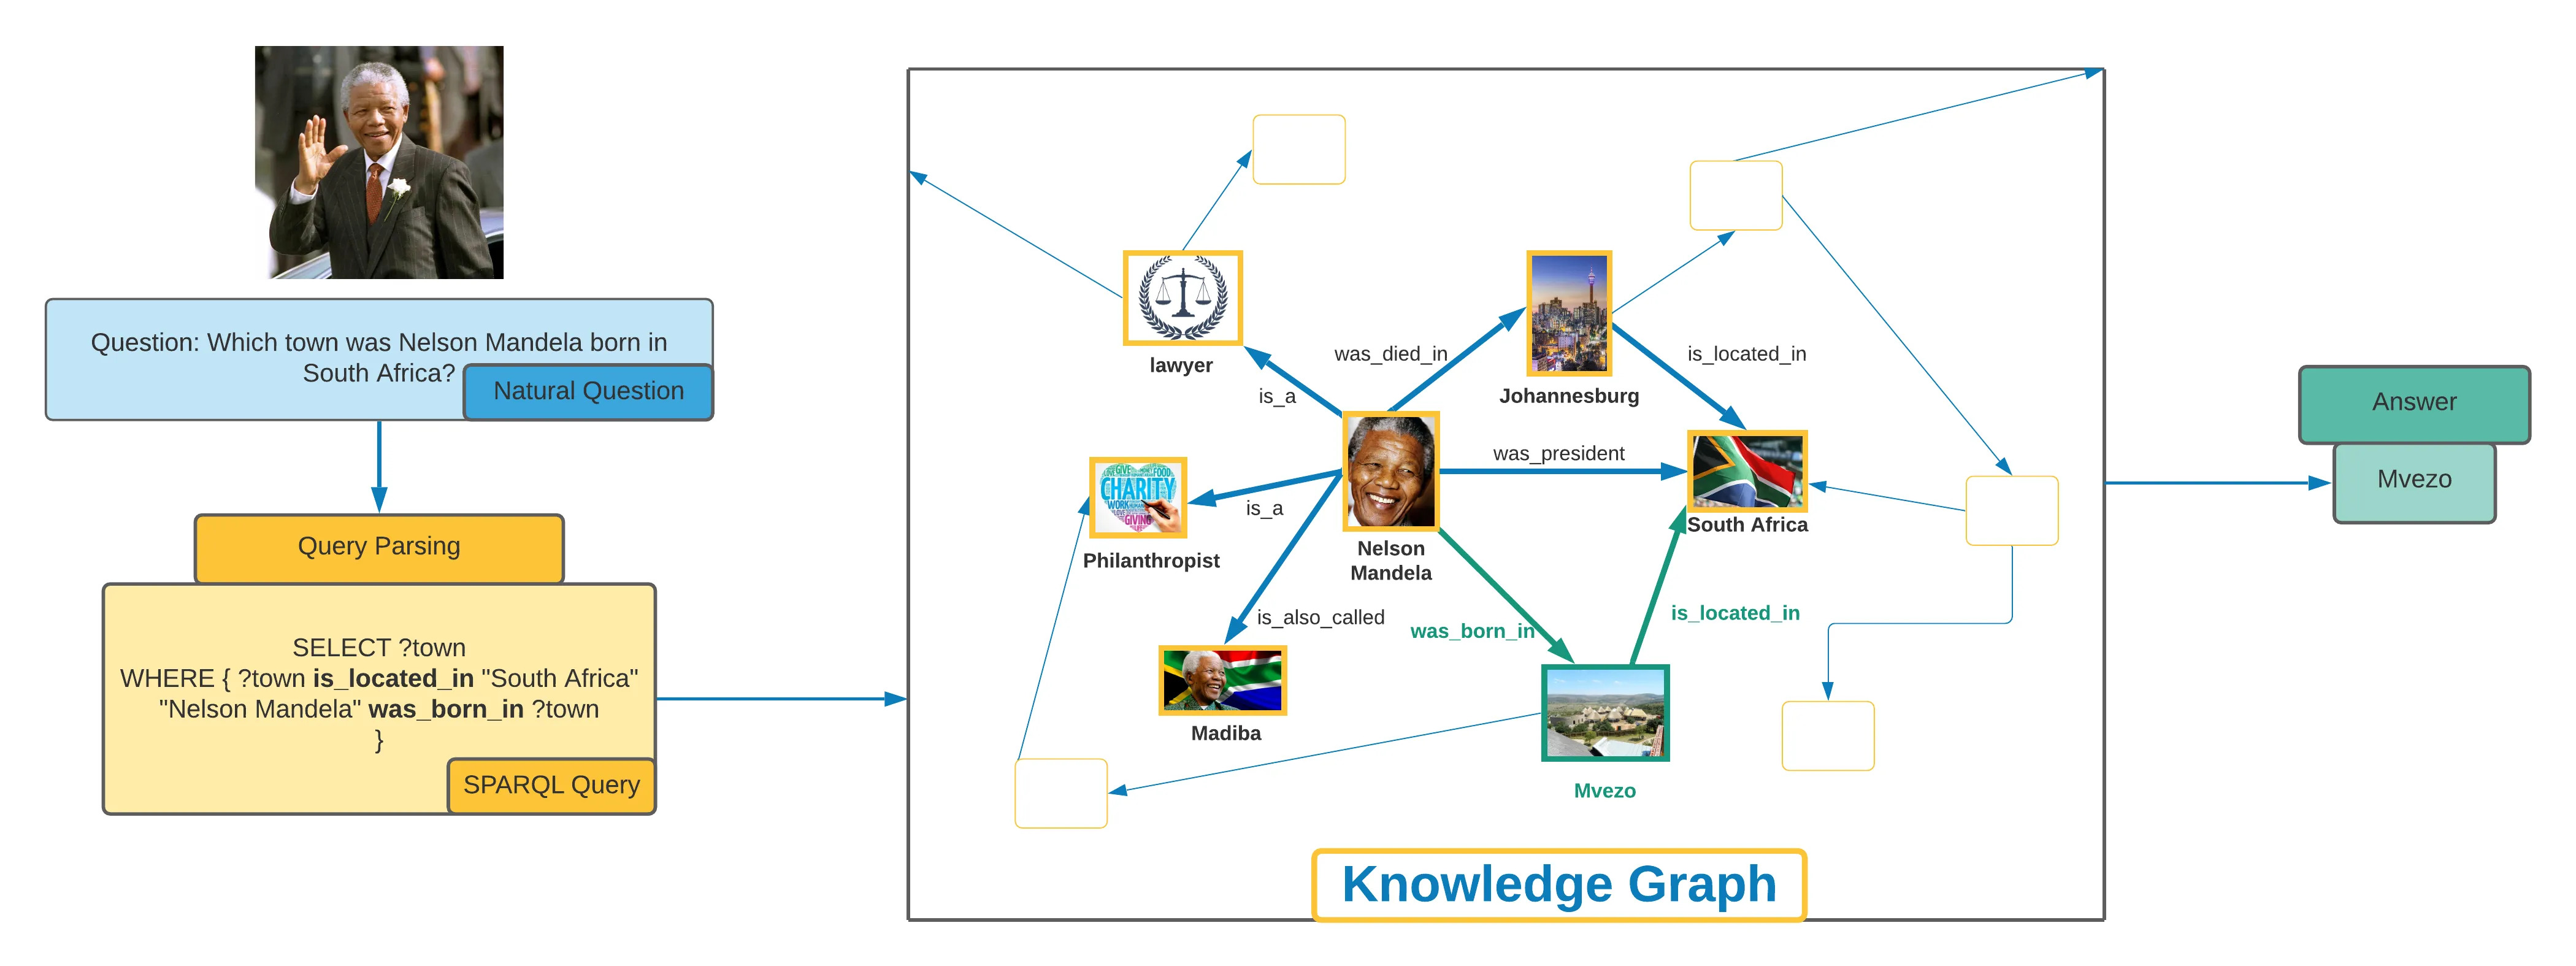 Question: Which town was Nelson Mandela born in
South Africa?
Natural Question
Query Parsing
SELECT ?town
WHERE { ?town is_located_in "South Africa"
"Nelson Mandela" was_born_in ?town
}
SPARQL Query
lawyer
is_a
was_died_in
Johannesburg
is_located_in
was_president
South Africa
GIVE
FOOD
CHARITY
WORK
GIVING
Philanthropist
is_a
Nelson
Mandela
is_also_called
Madiba
was_born_in
is_located_in
Mvezo
Knowledge Graph
Answer
Mvezo